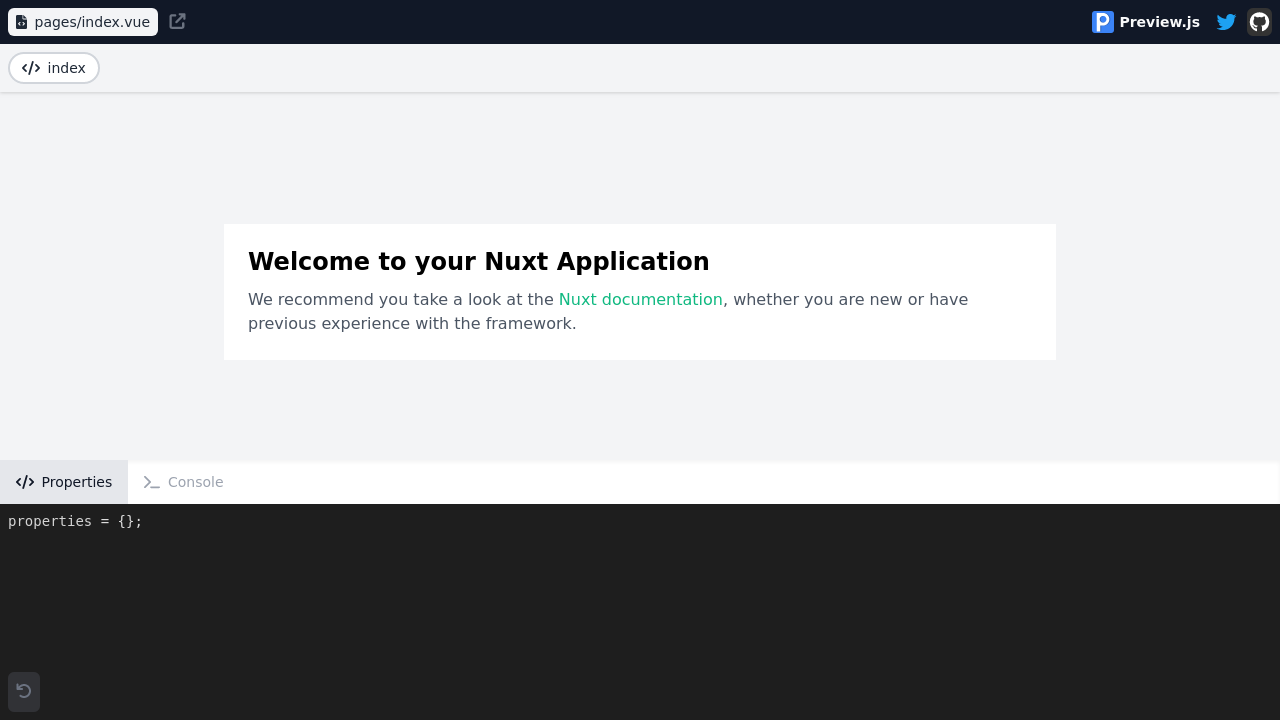 pages/index.vue
Preview.js
index
Welcome to your Nuxt Application
We recommend you take a look at the Nuxt documentation, whether you are new or have
previous experience with the framework.
Properties
Console
properties = {};